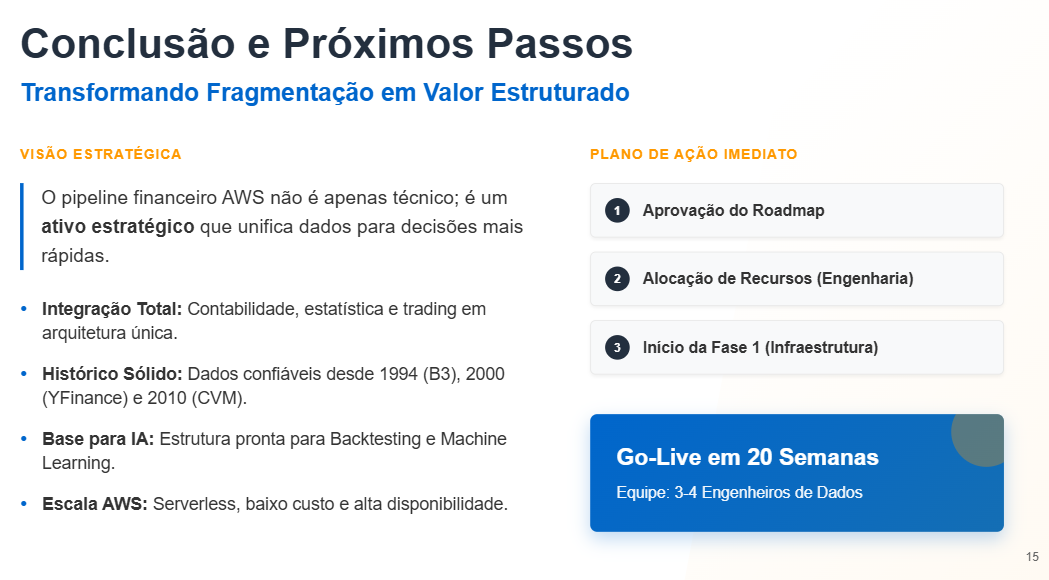 Conclusão e Próximos Passos
Transformando Fragmentação em Valor Estruturado
VISÃO ESTRATÉGICA
O pipeline financeiro AWS não é apenas técnico; é um
ativo estratégico que unifica dados para decisões mais
rápidas.
• Integração Total: Contabilidade, estatística e trading em
arquitetura única.
• Histórico Sólido: Dados confiáveis desde 1994 (B3), 2000
(YFinance) e 2010 (CVM).
• Base para IA: Estrutura pronta para Backtesting e Machine
Learning.
• Escala AWS: Serverless, baixo custo e alta disponibilidade.
PLANO DE AÇÃO IMEDIATO
1 Aprovação do Roadmap
2 Alocação de Recursos (Engenharia)
3 Início da Fase 1 (Infraestrutura)
Go-Live em 20 Semanas
Equipe: 3-4 Engenheiros de Dados
15